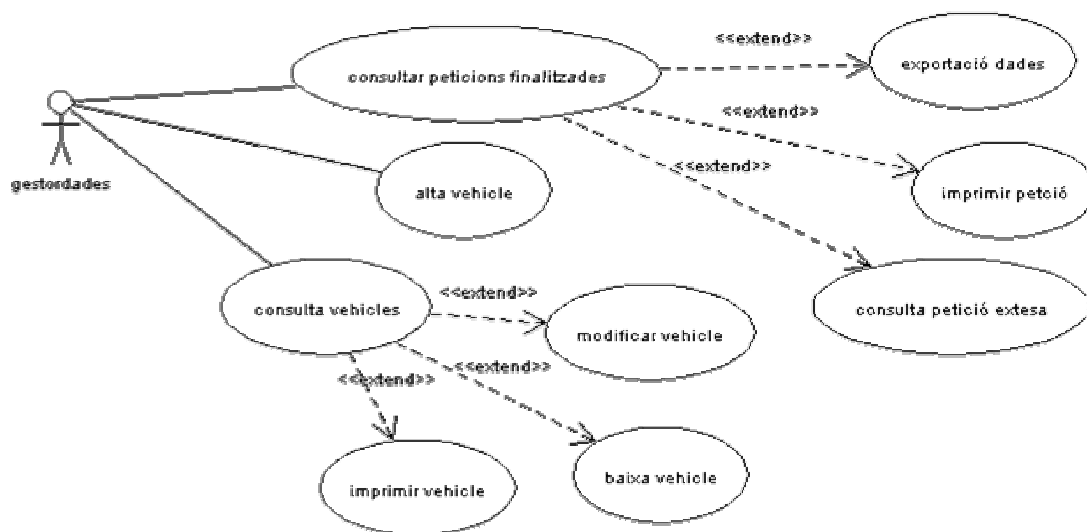 <<extend>>
exportació dades
consultar peticions finalitzades
<<extend>>
<<extend>>
imprimir petció
gestordades
alta vehicle
<<extend>>
consulta vehicles
consulta petició extesa
modificar vehicle
<<extend>>
<<extend>>
imprimir vehicle
baixa vehicle